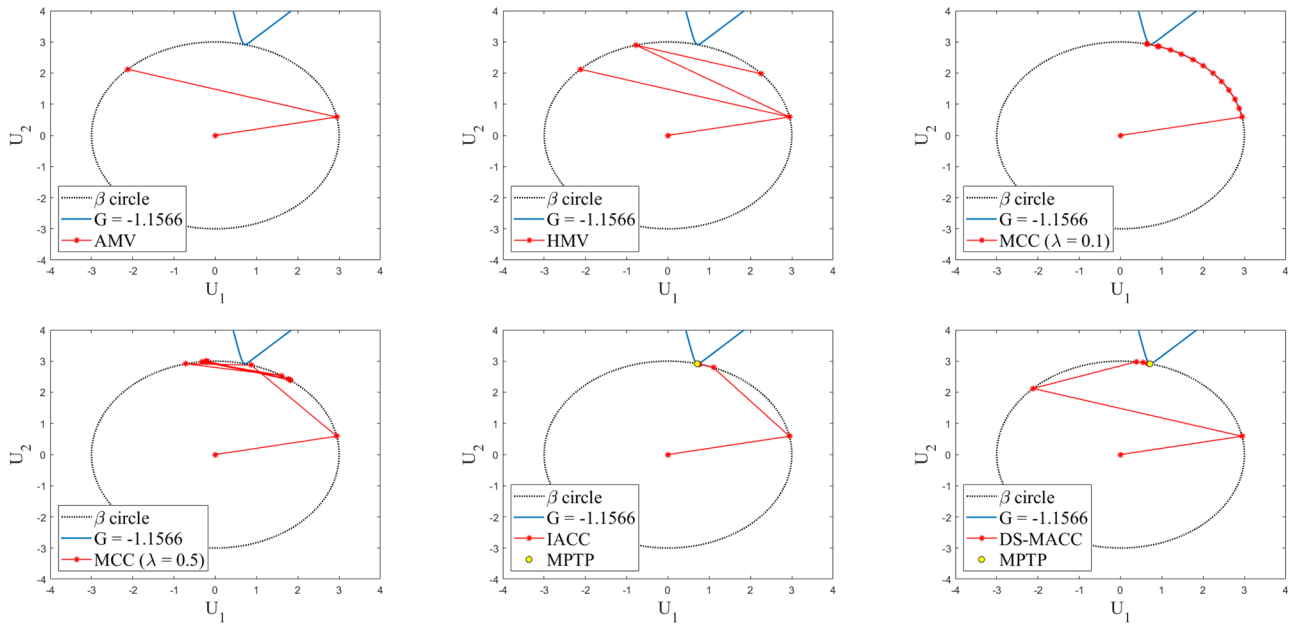 4
3
2
1
0
-1
-2
-3
-4
U2
β circle
G = -1.1566
AMV
-4 -3 -2 -1 0 1 2 3 4
U1
4
3
2
1
0
-1
-2
-3
-4
U2
β circle
G = -1.1566
HMV
-4 -3 -2 -1 0 1 2 3 4
U1
4
3
2
1
0
-1
-2
-3
-4
U2
β circle
G = -1.1566
MCC (λ = 0.1)
-4 -3 -2 -1 0 1 2 3 4
U1
4
3
2
1
0
-1
-2
-3
-4
U2
β circle
G = -1.1566
MCC (λ = 0.5)
-4 -3 -2 -1 0 1 2 3 4
U1
4
3
2
1
0
-1
-2
-3
-4
U2
β circle
G = -1.1566
IACC
MPTP
-4 -3 -2 -1 0 1 2 3 4
U1
4
3
2
1
0
-1
-2
-3
-4
U2
β circle
G = -1.1566
DS-MACC
MPTP
-4 -3 -2 -1 0 1 2 3 4
U1